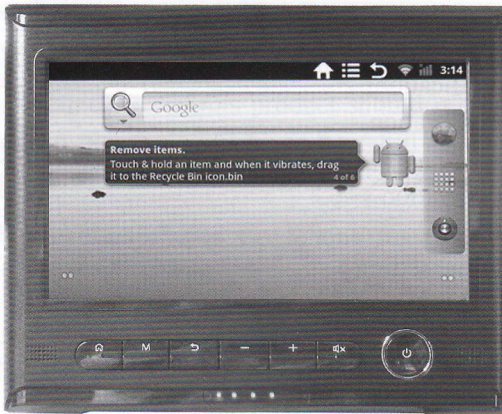 3:14
Google
Remove items.
Touch & hold an item and when it vibrates, drag
it to the Recycle Bin icon.bin
4 of 6
M